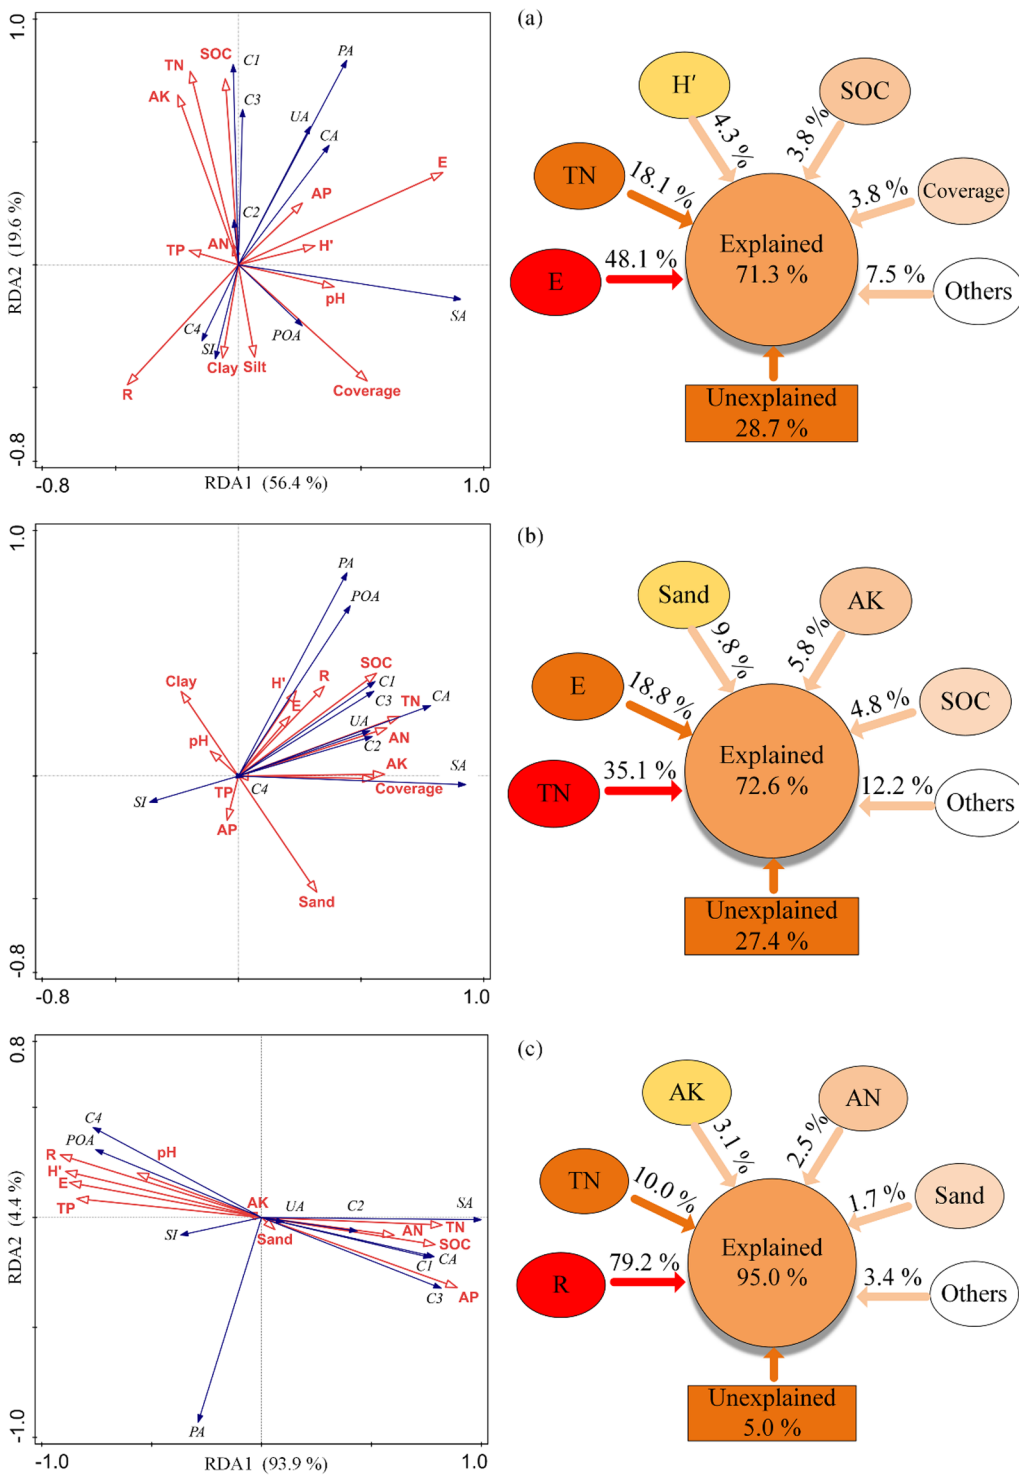 (a)
1.0
-0.8
RDA2 (19.6 %)
-0.8
RDA1 (56.4 %)
1.0
TN
SOC
C1
PA
AK
C3
UA
CA
E
AP
C2
AN
H'
TP
pH
SA
C4
SI
POA
Clay
Silt
R
Coverage
H′
SOC
4.3 %
3.8 %
TN
18.1 %
3.8 %
Coverage
Explained
71.3 %
E
48.1 %
7.5 %
Others
Unexplained
28.7 %
(b)
1.0
-0.8
-0.8
1.0
PA
POA
Clay
H'
R
SOC
C1
C3
TN
CA
E
UA
AN
C2
pH
AK
SA
TP
C4
Coverage
SI
AP
Sand
Sand
AK
9.8 %
5.8 %
E
18.8 %
4.8 %
SOC
Explained
72.6 %
TN
35.1 %
12.2 %
Others
Unexplained
27.4 %
(c)
0.8
-1.0
RDA2 (4.4 %)
-1.0
RDA1 (93.9 %)
1.0
C4
POA
R
pH
H'
E
TP
AK
UA
C2
SA
SI
Sand
AN
TN
SOC
C1
CA
C3
AP
PA
AK
AN
3.1 %
2.5 %
TN
10.0 %
1.7 %
Sand
Explained
95.0 %
R
79.2 %
3.4 %
Others
Unexplained
5.0 %